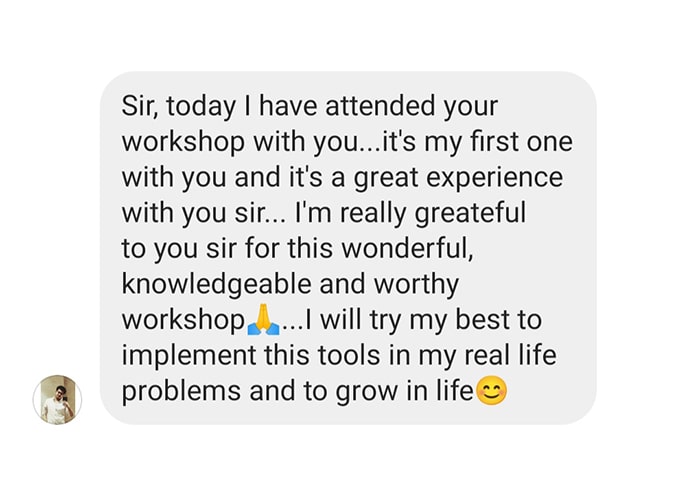 Sir, today I have attended your
workshop with you...it's my first one
with you and it's a great experience
with you sir... I'm really greateful
to you sir for this wonderful,
knowledgeable and worthy
workshop🙏...I will try my best to
implement this tools in my real life
problems and to grow in life😊